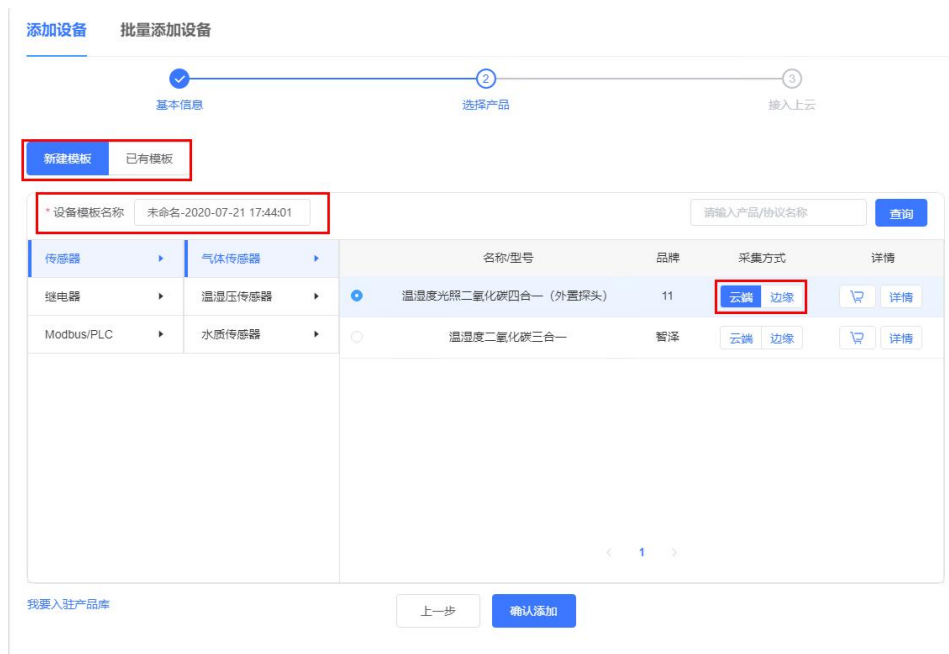 添加设备 批量添加设备
2 3
基本信息 选择产品 接入上云
新建模板 已有模板
* 设备模板名称 未命名-2020-07-21 17:44:01 请输入产品/协议名称 查询
传感器 气体传感器 名称/型号 品牌 采集方式 详情
继电器 温湿压传感器 温湿度光照二氧化碳四合一（外置探头） 11 云端 边缘 详情
Modbus/PLC 水质传感器 温湿度二氧化碳三合一 智泽 云端 边缘 详情
< 1 >
我要入驻产品库 上一步 确认添加